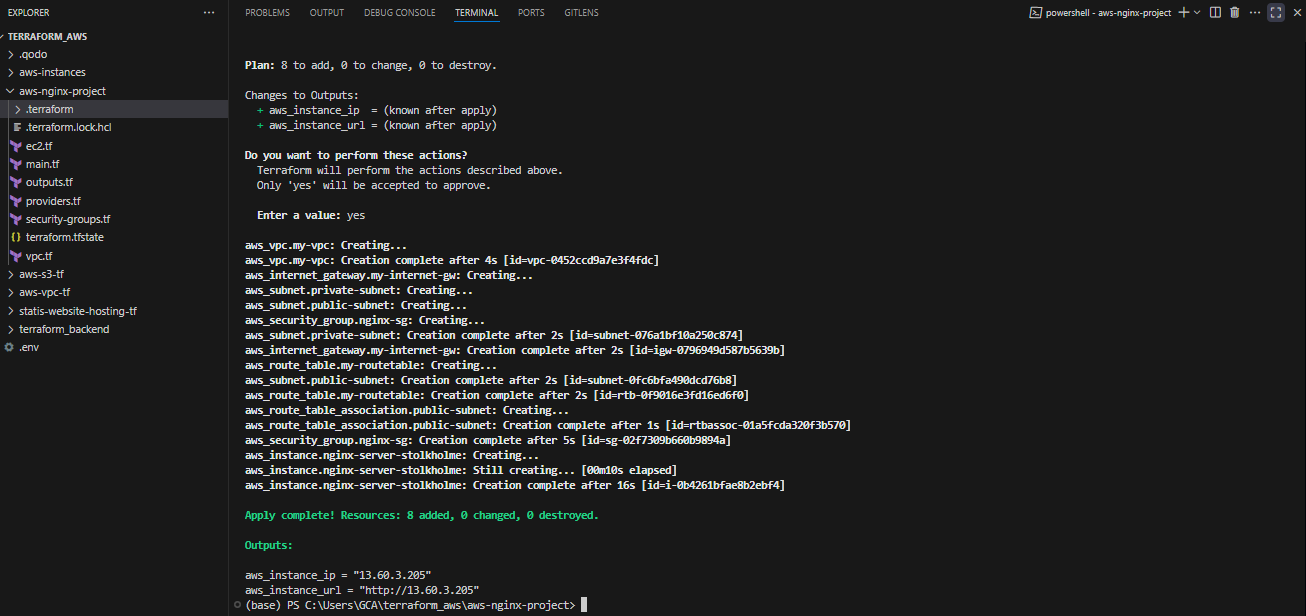 EXPLORER
TERRAFORM_AWS
.qodo
aws-instances
aws-nginx-project
.terraform
.terraform.lock.hcl
ec2.tf
main.tf
outputs.tf
providers.tf
security-groups.tf
terraform.tfstate
vpc.tf
aws-s3-tf
aws-vpc-tf
statis-website-hosting-tf
terraform_backend
.env
PROBLEMS OUTPUT DEBUG CONSOLE TERMINAL PORTS GITLENS
powershell - aws-nginx-project
Plan: 8 to add, 0 to change, 0 to destroy.
Changes to Outputs:
+ aws_instance_ip  = (known after apply)
+ aws_instance_url = (known after apply)
Do you want to perform these actions?
Terraform will perform the actions described above.
Only 'yes' will be accepted to approve.
Enter a value: yes
aws_vpc.my-vpc: Creating...
aws_vpc.my-vpc: Creation complete after 4s [id=vpc-0452ccd9a7e3f4fdc]
aws_internet_gateway.my-internet-gw: Creating...
aws_subnet.private-subnet: Creating...
aws_subnet.public-subnet: Creating...
aws_security_group.nginx-sg: Creating...
aws_subnet.private-subnet: Creation complete after 2s [id=subnet-076a1bf10a250c874]
aws_internet_gateway.my-internet-gw: Creation complete after 2s [id=igw-0796949d587b5639b]
aws_route_table.my-routetable: Creating...
aws_subnet.public-subnet: Creation complete after 2s [id=subnet-0fc6bfa490dcd76b8]
aws_route_table.my-routetable: Creation complete after 2s [id=rtb-0f9016e3fd16ed6f0]
aws_route_table_association.public-subnet: Creating...
aws_route_table_association.public-subnet: Creation complete after 1s [id=rtbassoc-01a5fcda320f3b570]
aws_security_group.nginx-sg: Creation complete after 5s [id=sg-02f7309b660b9894a]
aws_instance.nginx-server-stolkholme: Creating...
aws_instance.nginx-server-stolkholme: Still creating... [00m10s elapsed]
aws_instance.nginx-server-stolkholme: Creation complete after 16s [id=i-0b4261bfae8b2ebf4]
Apply complete! Resources: 8 added, 0 changed, 0 destroyed.
Outputs:
aws_instance_ip = "13.60.3.205"
aws_instance_url = "http://13.60.3.205"
(base) PS C:\Users\GCA\terraform_aws\aws-nginx-project>